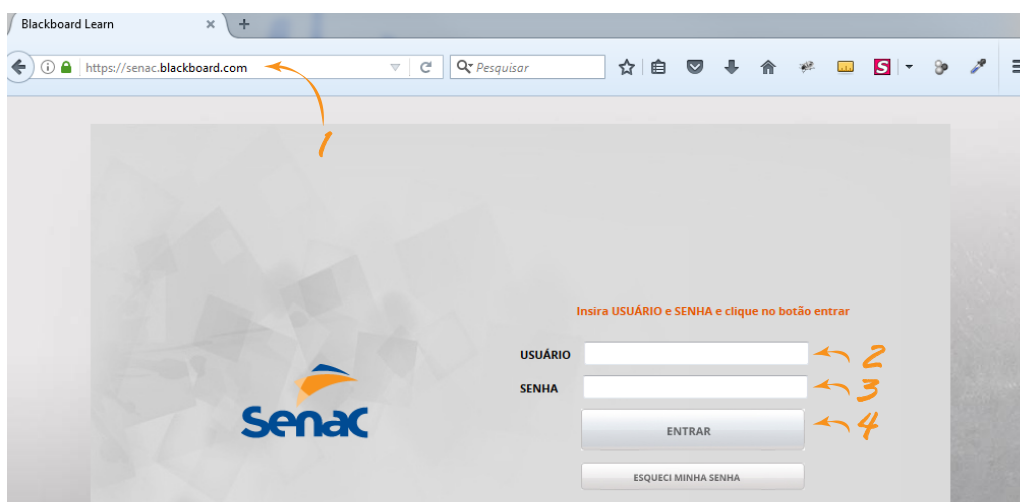 Blackboard Learn × +
https://senac.blackboard.com
Pesquisar
S
1
Insira USUÁRIO e SENHA e clique no botão entrar
USUÁRIO
2
SENHA
3
Senac
ENTRAR
4
ESQUECI MINHA SENHA